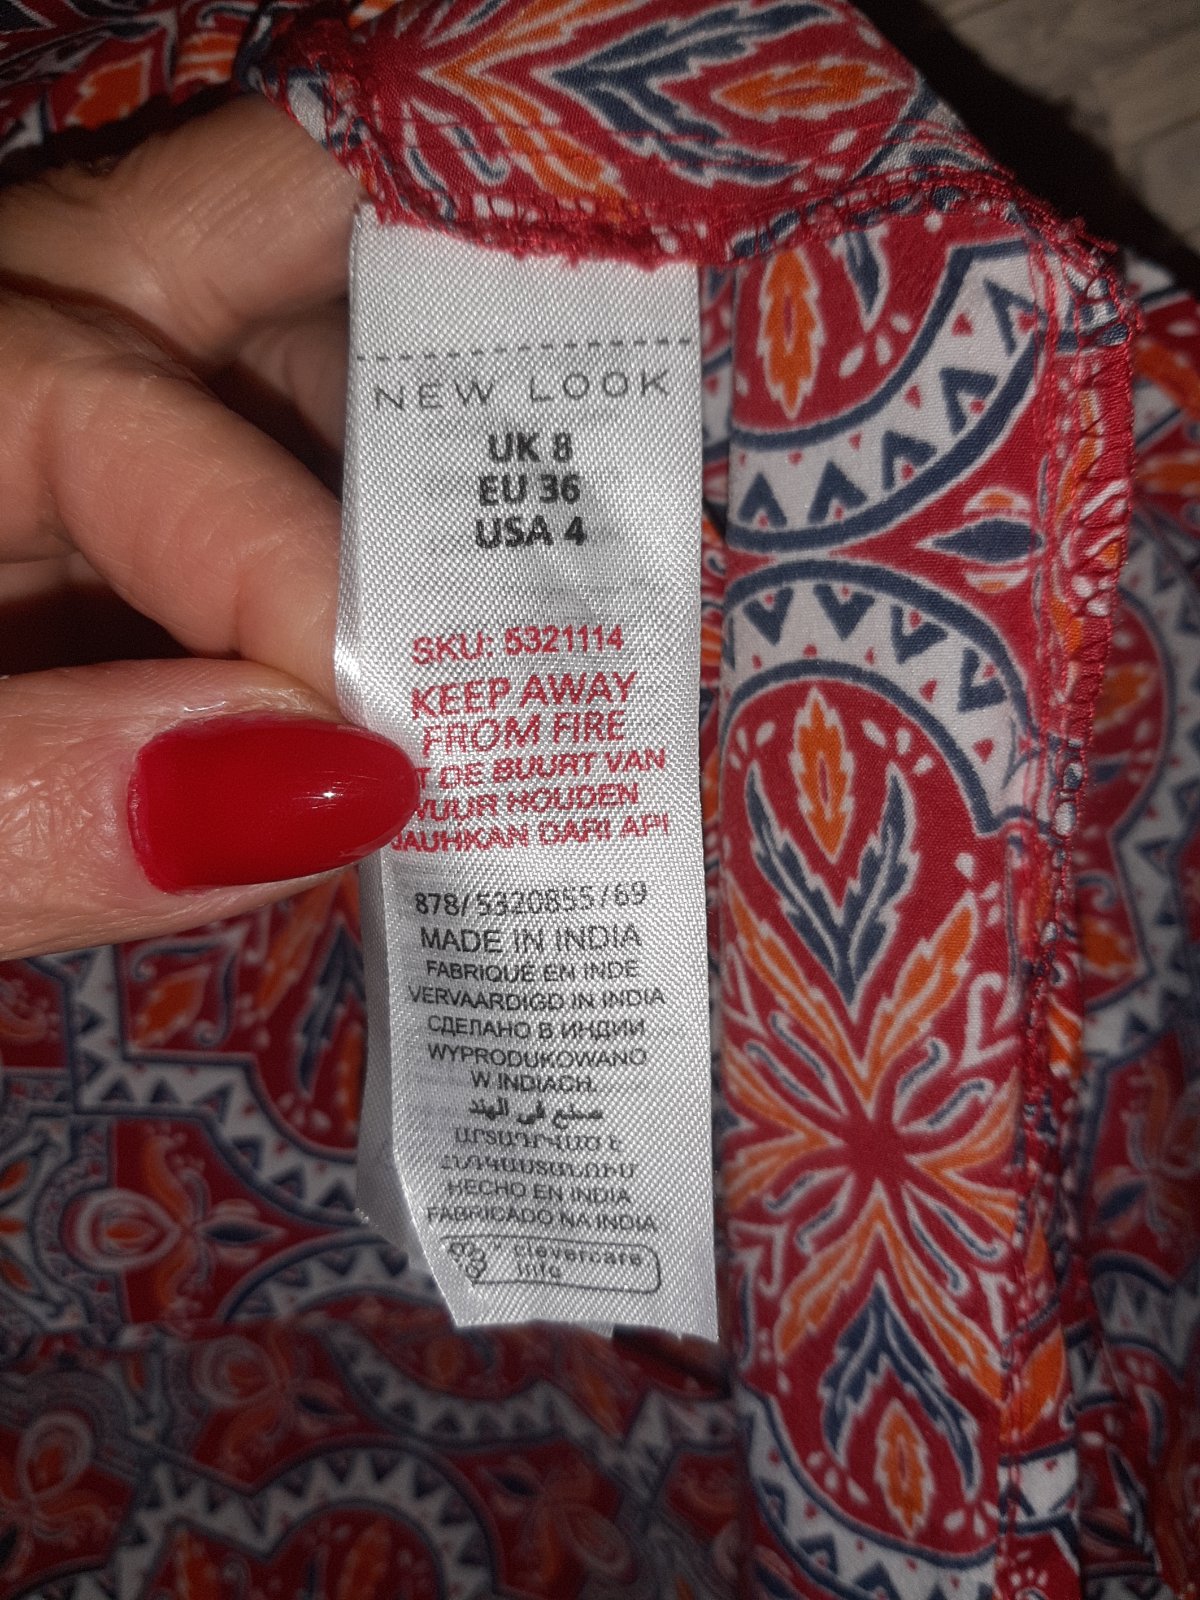 NEW LOOK
UK 8
EU 36
USA 4
SKU: 5321114
KEEP AWAY
FROM FIRE
DE BUURT VAN
VUUR HOUDEN
JAUHKAN DARI API
878/5320855/69
MADE IN INDIA
FABRIQUÉ EN INDE
VERVAARDIGD IN INDIA
СДЕЛАНО В ИНДИИ
WYPRODUKOWANO
W INDIACH.
صنع في الهند
ԱՐՏԱԴՐՎԱԾ Է
ՀՆԴԿԱՍՏԱՆՈՒՄ
HECHO EN INDIA
FABRICADO NA INDIA
clevercare
info